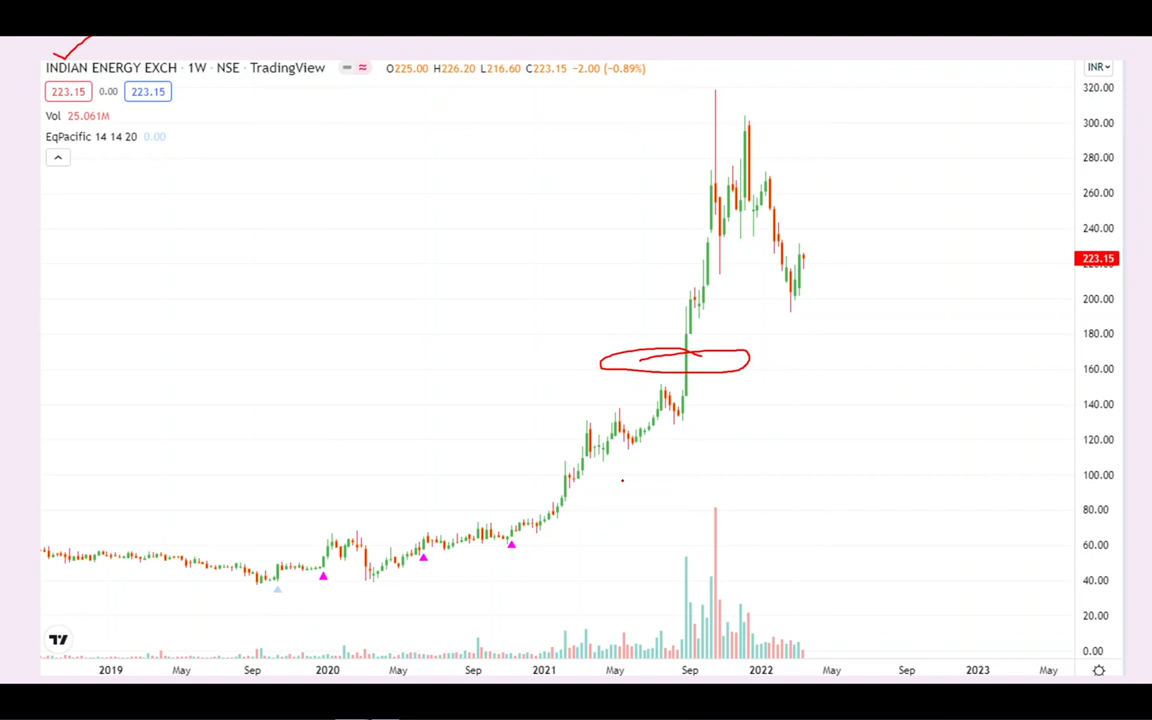 INDIAN ENERGY EXCH · 1W · NSE · TradingView O225.00 H226.20 L216.60 C223.15 −2.00 (−0.89%)
INR
223.15 0.00 223.15
Vol 25.061M
EqPacific 14 14 20 0.00
320.00
300.00
280.00
260.00
240.00
223.15
200.00
180.00
160.00
140.00
120.00
100.00
80.00
60.00
40.00
20.00
0.00
2019 May Sep 2020 May Sep 2021 May Sep 2022 May Sep 2023 May